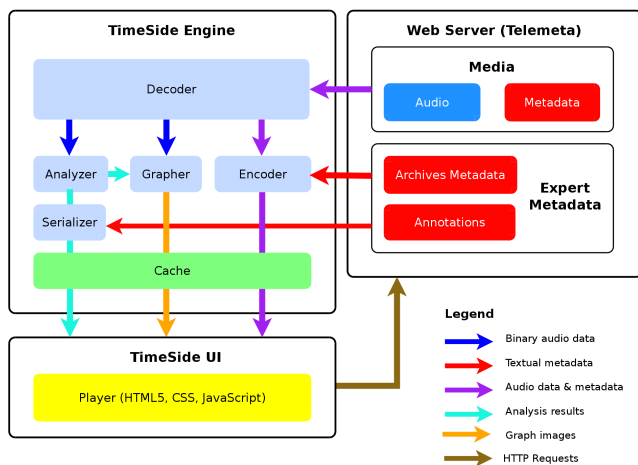 TimeSide Engine
Decoder
Analyzer
Grapher
Encoder
Serializer
Cache
Web Server (Telemeta)
Media
Audio
Metadata
Archives Metadata
Annotations
Expert
Metadata
TimeSide UI
Player (HTML5, CSS, JavaScript)
Legend
Binary audio data
Textual metadata
Audio data & metadata
Analysis results
Graph images
HTTP Requests